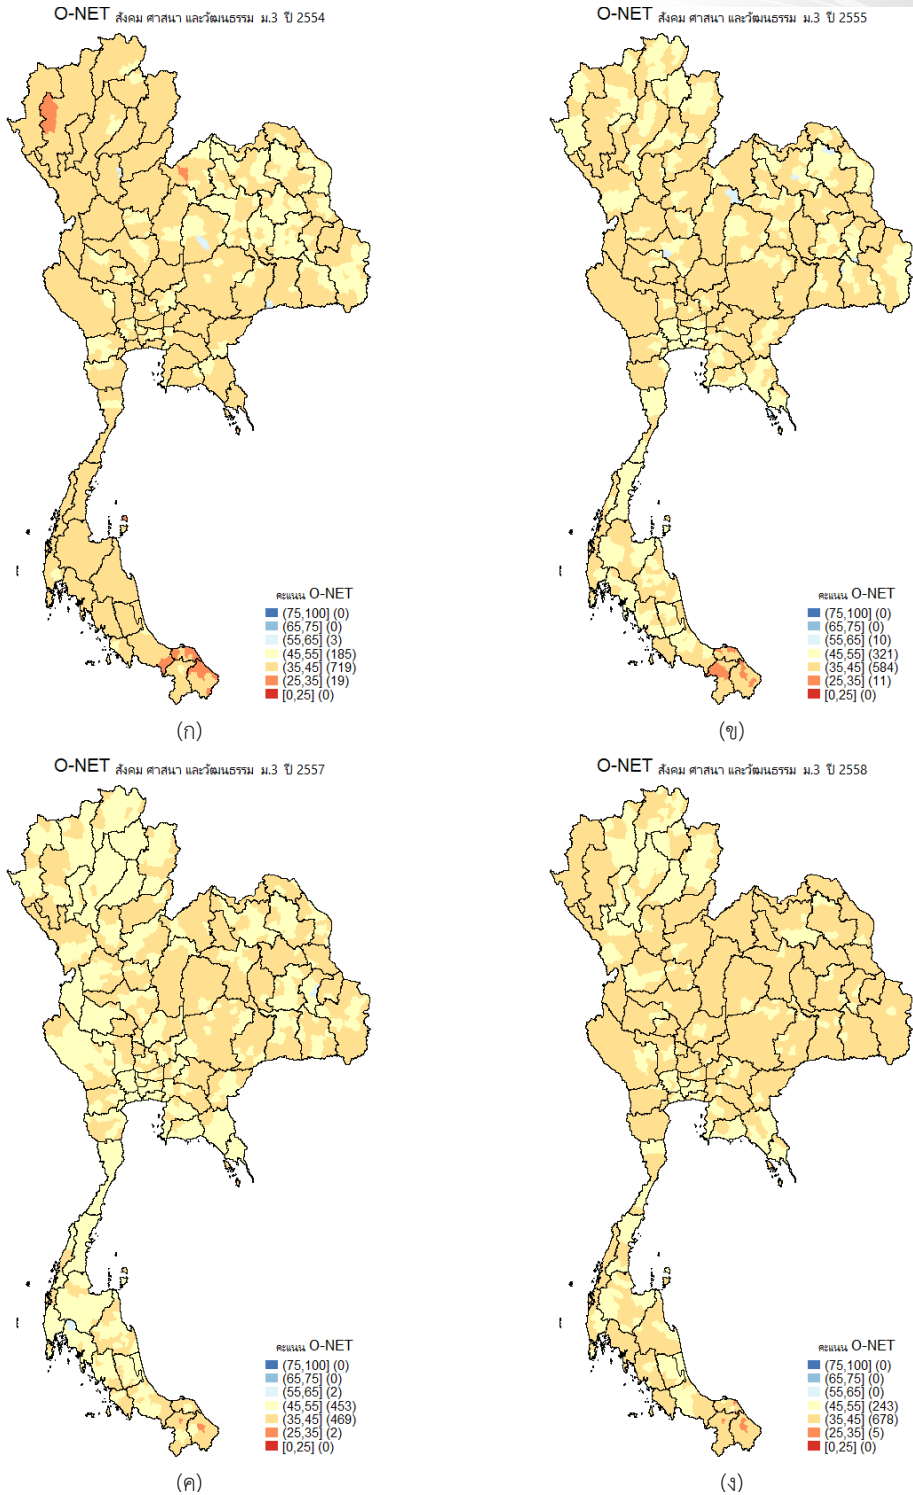 O-NET สังคม ศาสนา และวัฒนธรรม ม.3 ปี 2554
คะแนน O-NET
(75,100] (0)
(65,75] (0)
(55,65] (3)
(45,55] (185)
(35,45] (719)
(25,35] (19)
[0,25] (0)
(ก)
O-NET สังคม ศาสนา และวัฒนธรรม ม.3 ปี 2555
คะแนน O-NET
(75,100] (0)
(65,75] (0)
(55,65] (10)
(45,55] (321)
(35,45] (584)
(25,35] (11)
[0,25] (0)
(ข)
O-NET สังคม ศาสนา และวัฒนธรรม ม.3 ปี 2557
คะแนน O-NET
(75,100] (0)
(65,75] (0)
(55,65] (2)
(45,55] (453)
(35,45] (469)
(25,35] (2)
[0,25] (0)
(ค)
O-NET สังคม ศาสนา และวัฒนธรรม ม.3 ปี 2558
คะแนน O-NET
(75,100] (0)
(65,75] (0)
(55,65] (0)
(45,55] (243)
(35,45] (678)
(25,35] (5)
[0,25] (0)
(ง)